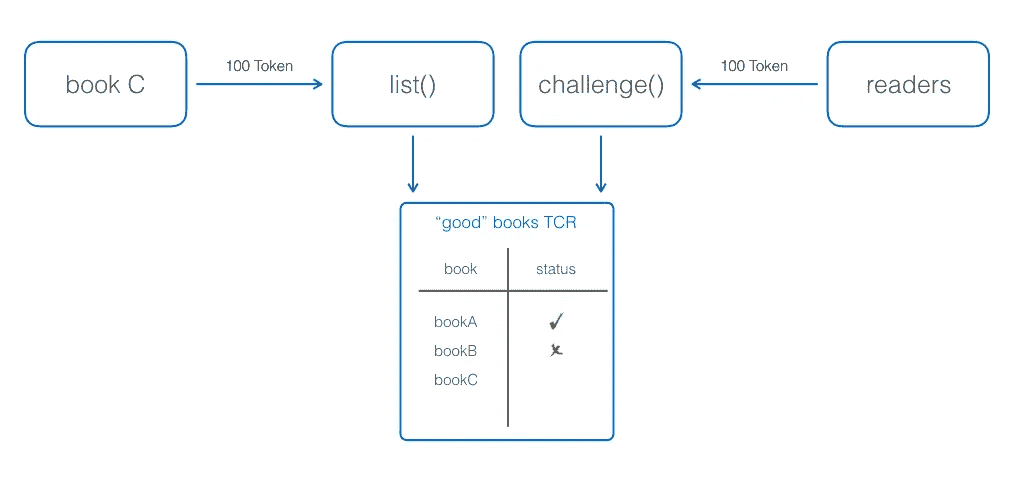 book C
100 Token
list()
challenge()
100 Token
readers
“good” books TCR
book
status
bookA
bookB
bookC